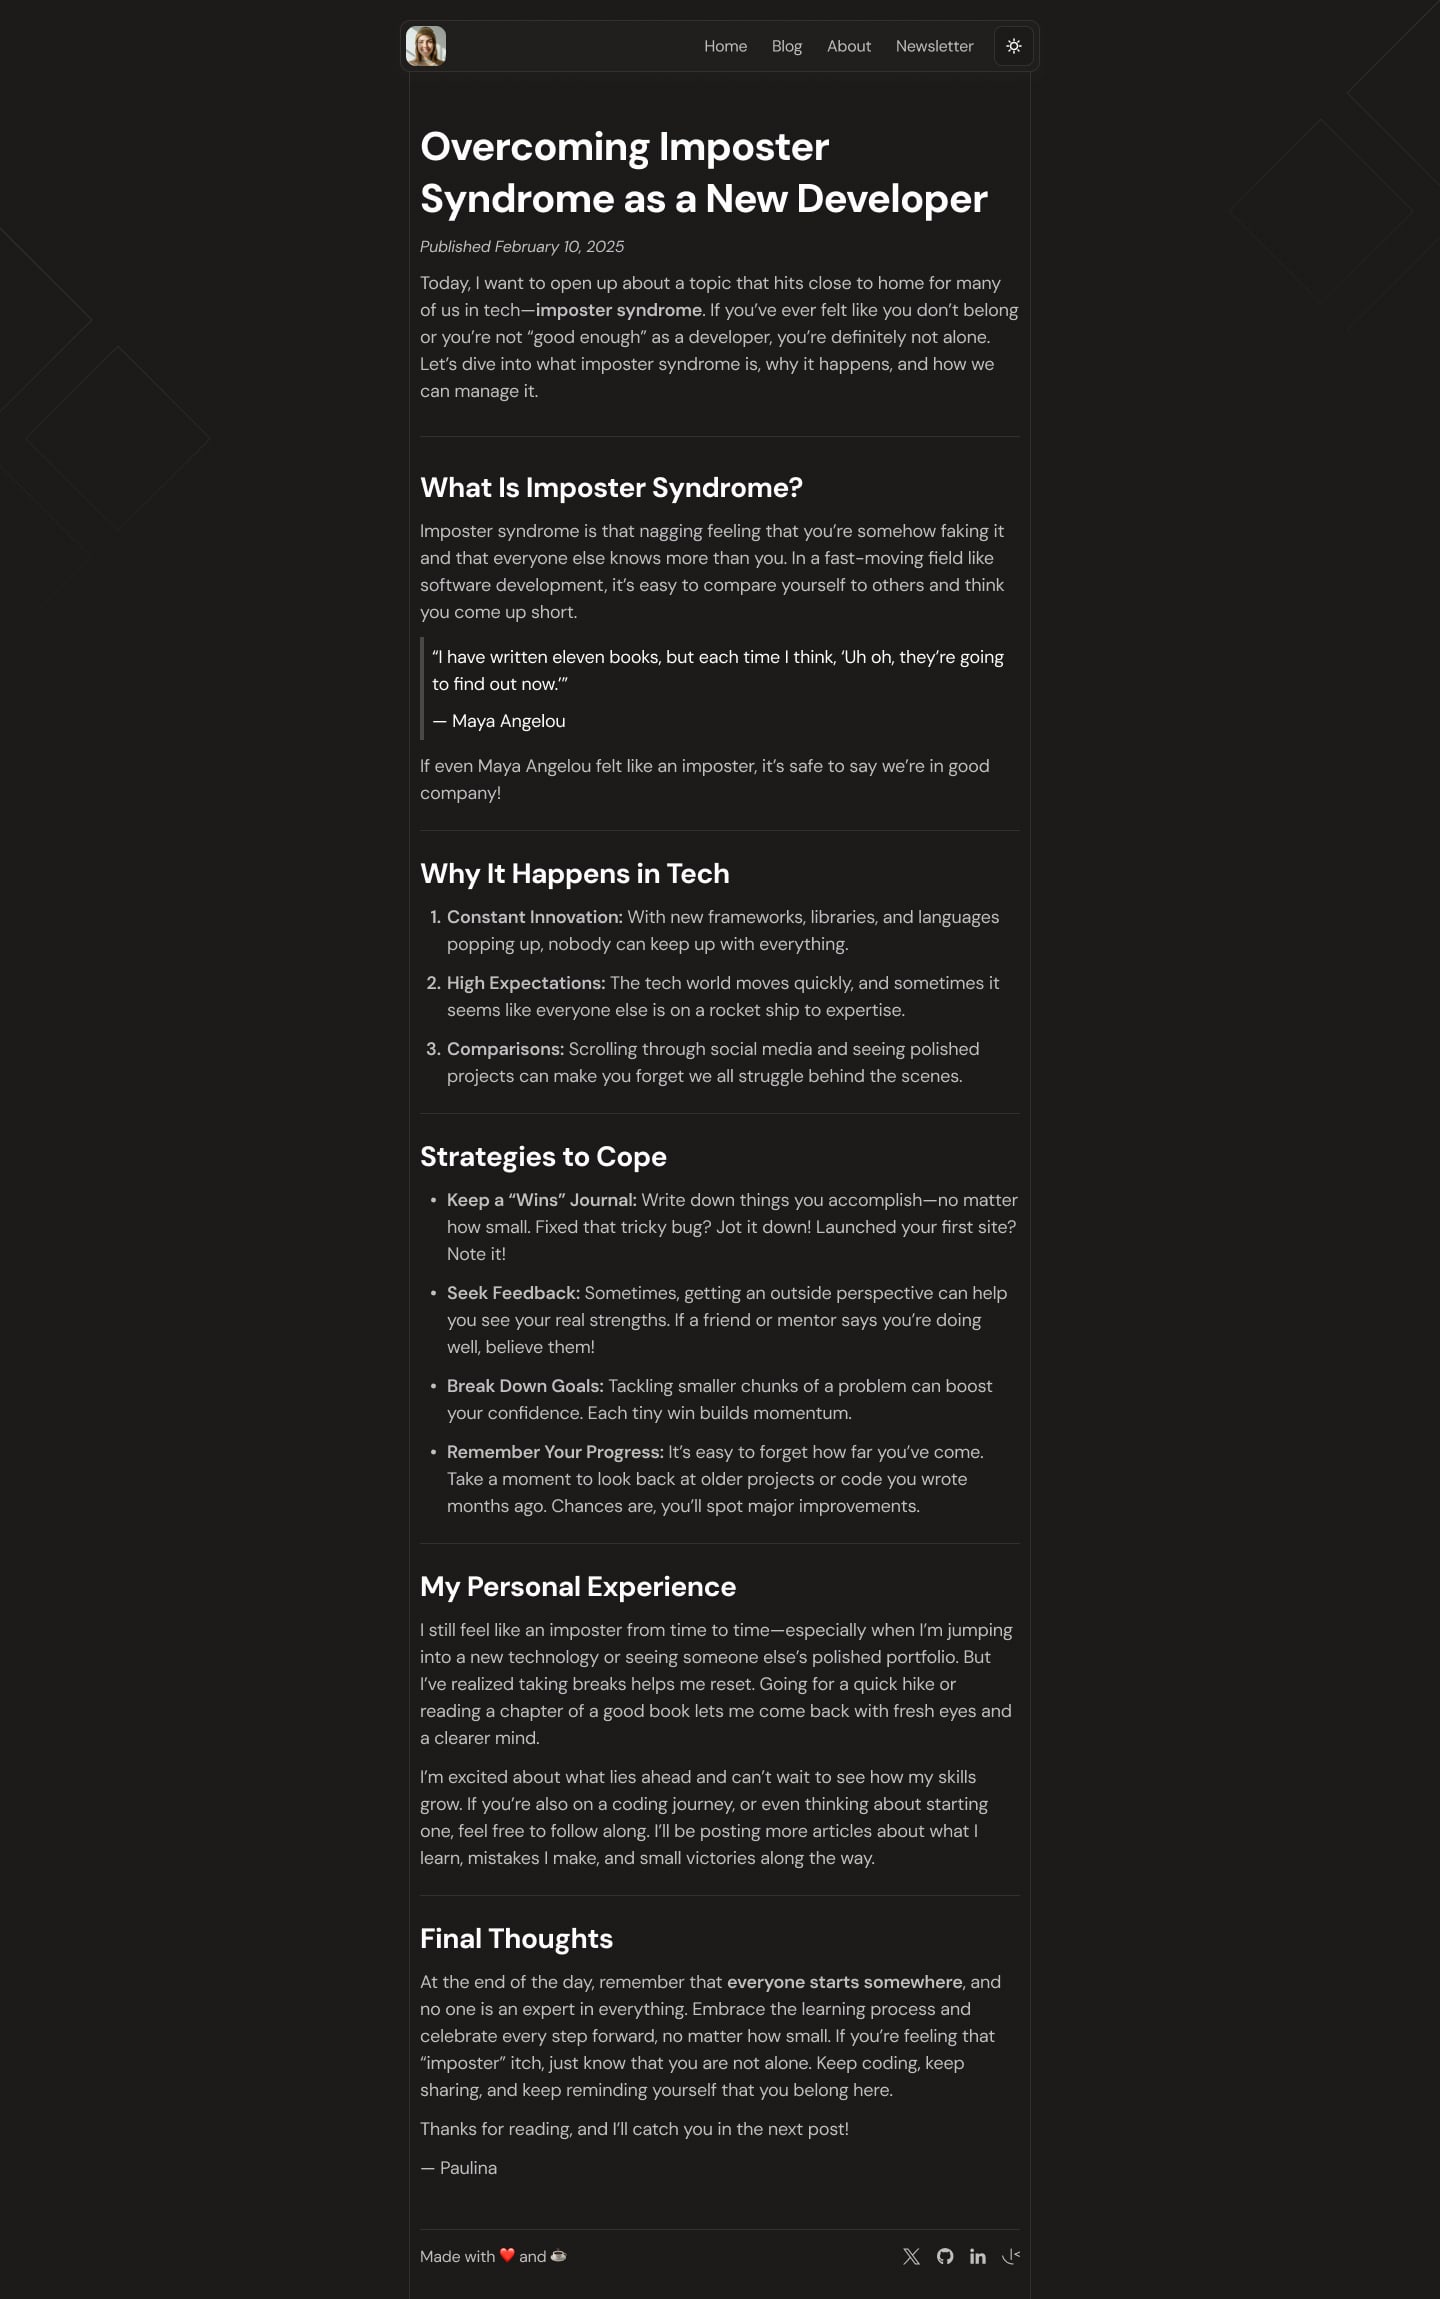 Home Blog About Newsletter
Overcoming Imposter
Syndrome as a New Developer
Published February 10, 2025
Today, I want to open up about a topic that hits close to home for many
of us in tech—imposter syndrome. If you’ve ever felt like you don’t belong
or you’re not “good enough” as a developer, you’re definitely not alone.
Let’s dive into what imposter syndrome is, why it happens, and how we
can manage it.
What Is Imposter Syndrome?
Imposter syndrome is that nagging feeling that you’re somehow faking it
and that everyone else knows more than you. In a fast-moving field like
software development, it’s easy to compare yourself to others and think
you come up short.
“I have written eleven books, but each time I think, ‘Uh oh, they’re going
to find out now.’”
— Maya Angelou
If even Maya Angelou felt like an imposter, it’s safe to say we’re in good
company!
Why It Happens in Tech
1. Constant Innovation: With new frameworks, libraries, and languages
popping up, nobody can keep up with everything.
2. High Expectations: The tech world moves quickly, and sometimes it
seems like everyone else is on a rocket ship to expertise.
3. Comparisons: Scrolling through social media and seeing polished
projects can make you forget we all struggle behind the scenes.
Strategies to Cope
• Keep a “Wins” Journal: Write down things you accomplish—no matter
how small. Fixed that tricky bug? Jot it down! Launched your first site?
Note it!
• Seek Feedback: Sometimes, getting an outside perspective can help
you see your real strengths. If a friend or mentor says you’re doing
well, believe them!
• Break Down Goals: Tackling smaller chunks of a problem can boost
your confidence. Each tiny win builds momentum.
• Remember Your Progress: It’s easy to forget how far you’ve come.
Take a moment to look back at older projects or code you wrote
months ago. Chances are, you’ll spot major improvements.
My Personal Experience
I still feel like an imposter from time to time—especially when I’m jumping
into a new technology or seeing someone else’s polished portfolio. But
I’ve realized taking breaks helps me reset. Going for a quick hike or
reading a chapter of a good book lets me come back with fresh eyes and
a clearer mind.
I’m excited about what lies ahead and can’t wait to see how my skills
grow. If you’re also on a coding journey, or even thinking about starting
one, feel free to follow along. I’ll be posting more articles about what I
learn, mistakes I make, and small victories along the way.
Final Thoughts
At the end of the day, remember that everyone starts somewhere, and
no one is an expert in everything. Embrace the learning process and
celebrate every step forward, no matter how small. If you’re feeling that
“imposter” itch, just know that you are not alone. Keep coding, keep
sharing, and keep reminding yourself that you belong here.
Thanks for reading, and I’ll catch you in the next post!
— Paulina
Made with ❤️ and ☕